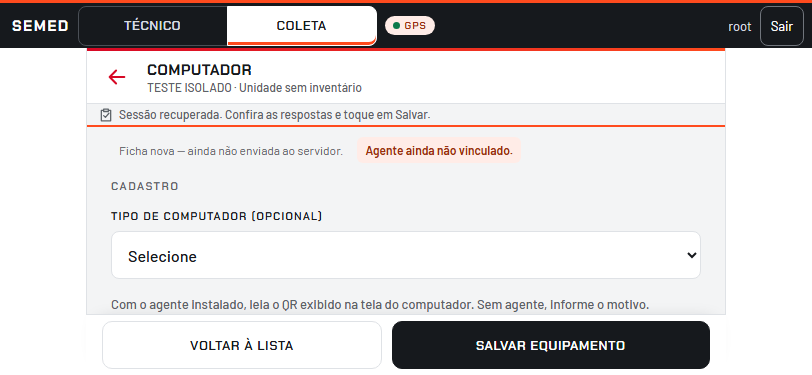 SEMED TÉCNICO COLETA GPS root Sair
COMPUTADOR
TESTE ISOLADO · Unidade sem inventário
Sessão recuperada. Confira as respostas e toque em Salvar.
Ficha nova — ainda não enviada ao servidor. Agente ainda não vinculado.
CADASTRO
TIPO DE COMPUTADOR (OPCIONAL)
Selecione
Com o agente instalado, leia o QR exibido na tela do computador. Sem agente, informe o motivo.
VOLTAR À LISTA SALVAR EQUIPAMENTO